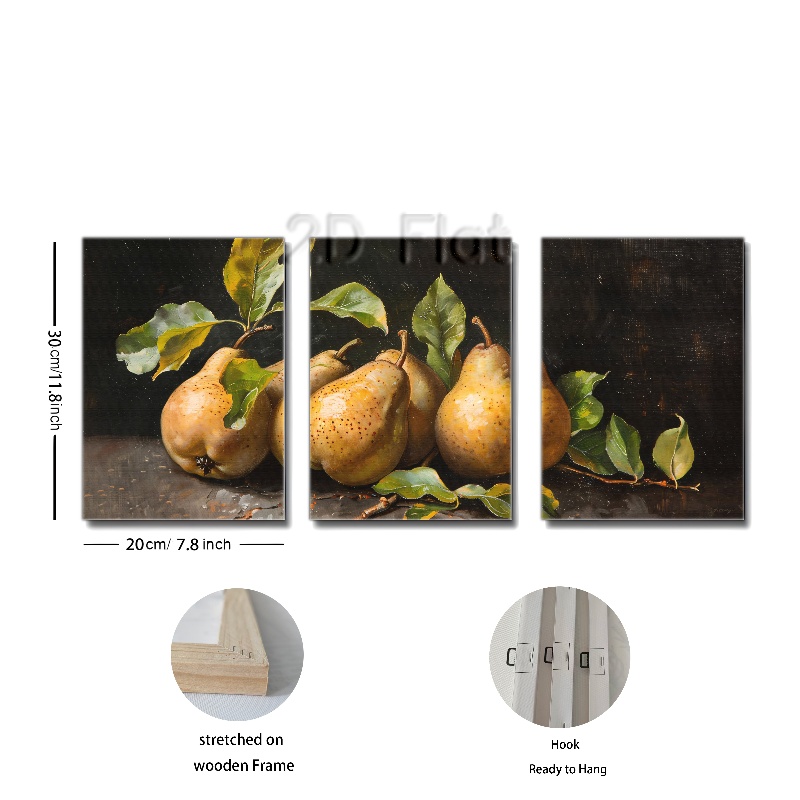 2D Flat
30cm/11.8inch
20cm/ 7.8 inch
stretched on
wooden Frame
Hook
Ready to Hang